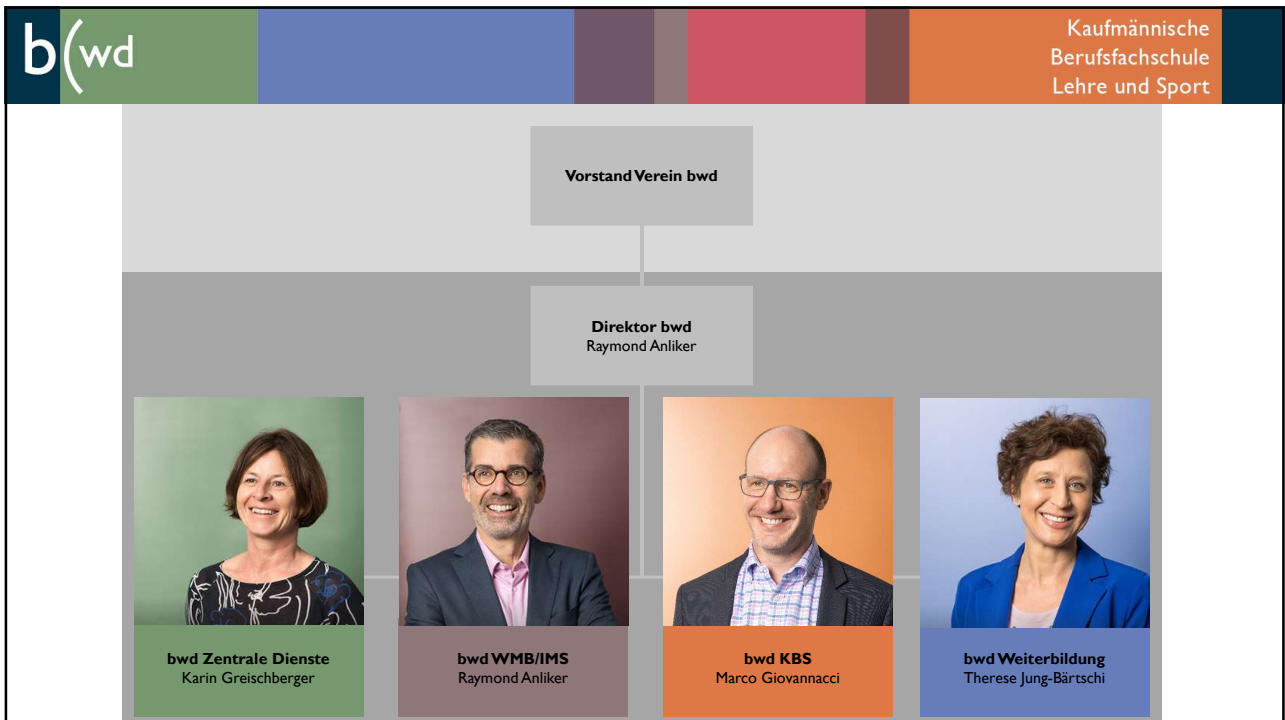 b(wd
Kaufmännische
Berufsfachschule
Lehre und Sport
Vorstand Verein bwd
Direktor bwd
Raymond Anliker
bwd Zentrale Dienste
Karin Greischberger
bwd WMB/IMS
Raymond Anliker
bwd KBS
Marco Giovannacci
bwd Weiterbildung
Therese Jung-Bärtschi